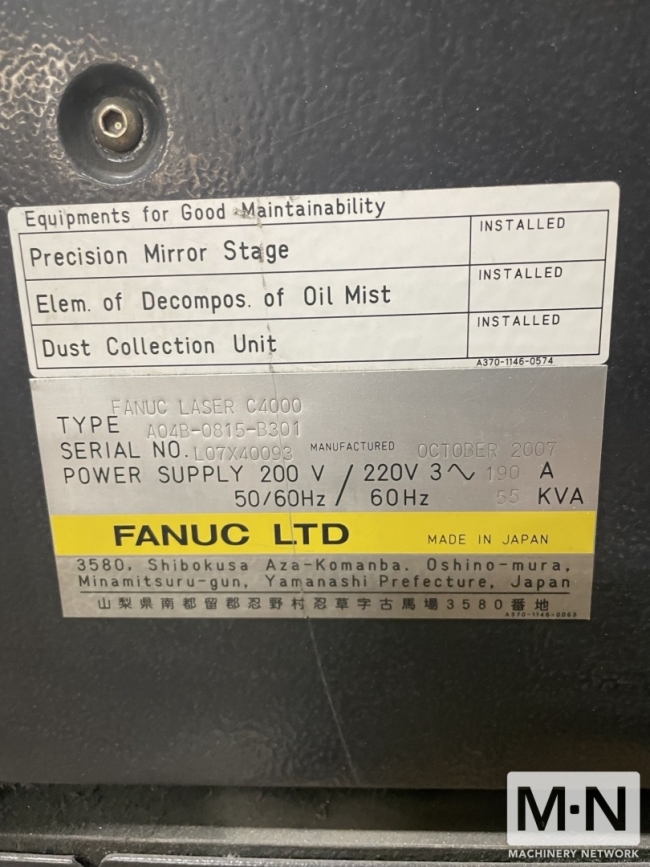 Equipments for Good Maintainability
Precision Mirror Stage INSTALLED
Elem. of Decompos. of Oil Mist INSTALLED
Dust Collection Unit INSTALLED
A370-1146-0574
FANUC LASER C4000
TYPE A04B-0815-B301
SERIAL NO. L07X40093 MANUFACTURED OCTOBER 2007
POWER SUPPLY 200 V / 220V 3~ 190 A
50/60Hz / 60Hz 55 KVA
FANUC LTD MADE IN JAPAN
3580, Shibokusa Aza-Komanba, Oshino-mura,
Minamitsuru-gun, Yamanashi Prefecture, Japan
山梨県南都留郡忍野村忍草字古馬場3580番地
A370-1146-0063
M·N
MACHINERY NETWORK